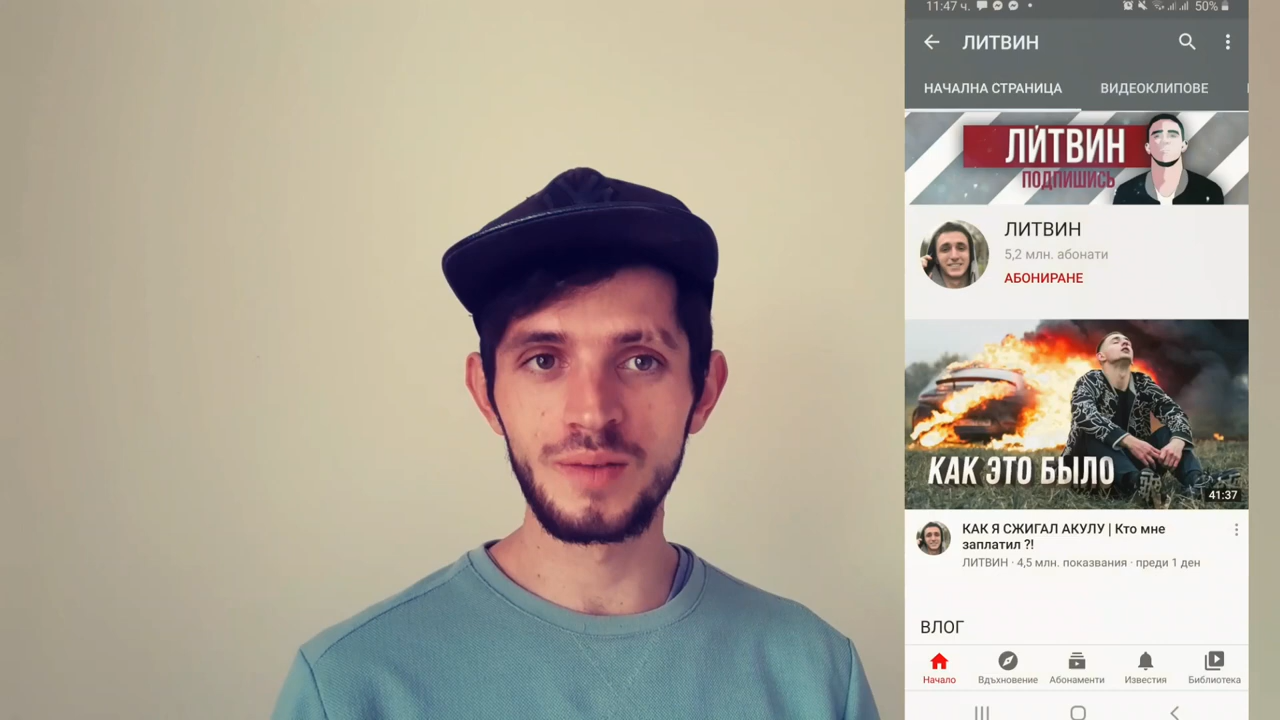 11:47 ч.
50%
ЛИТВИН
НАЧАЛНА СТРАНИЦА
ВИДЕОКЛИПОВЕ
ЛИТВИН
ПОДПИШИСЬ
ЛИТВИН
5,2 млн. абонати
АБОНИРАНЕ
КАК ЭТО БЫЛО
41:37
КАК Я СЖИГАЛ АКУЛУ | Кто мне
заплатил ?!
ЛИТВИН · 4,5 млн. показвания · преди 1 ден
ВЛОГ
Начало
Вдъхновение
Абонаменти
Известия
Библиотека